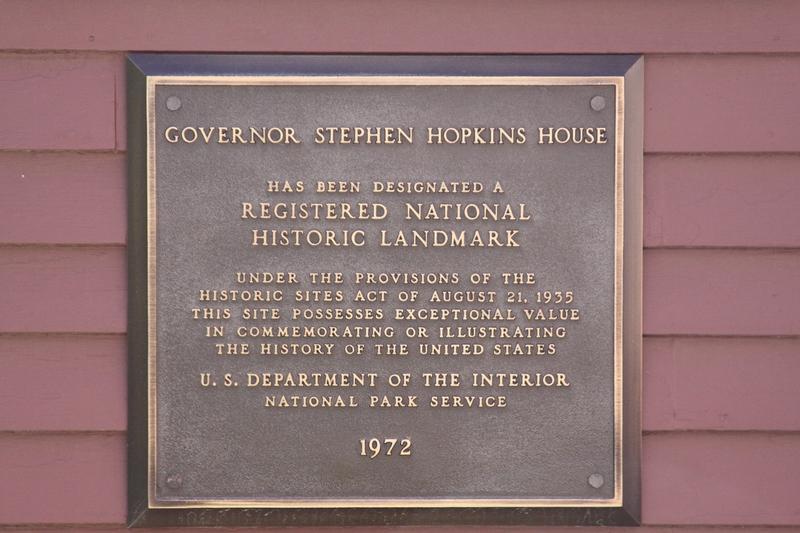 GOVERNOR STEPHEN HOPKINS HOUSE
HAS BEEN DESIGNATED A
REGISTERED NATIONAL
HISTORIC LANDMARK
UNDER THE PROVISIONS OF THE
HISTORIC SITES ACT OF AUGUST 21, 1935
THIS SITE POSSESSES EXCEPTIONAL VALUE
IN COMMEMORATING OR ILLUSTRATING
THE HISTORY OF THE UNITED STATES
U. S. DEPARTMENT OF THE INTERIOR
NATIONAL PARK SERVICE
1972